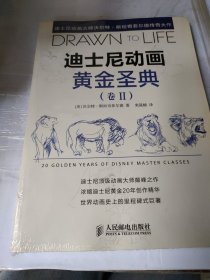 DRAWN TO LIFE
迪士尼动画
黄金圣典
(卷Ⅱ)
20 GOLDEN YEARS OF DISNEY MASTER CLASSES
迪士尼顶级动画大师巅峰之作
浓缩迪士尼黄金20年创作精华
世界动画史上的里程碑式巨著
人民邮电出版社